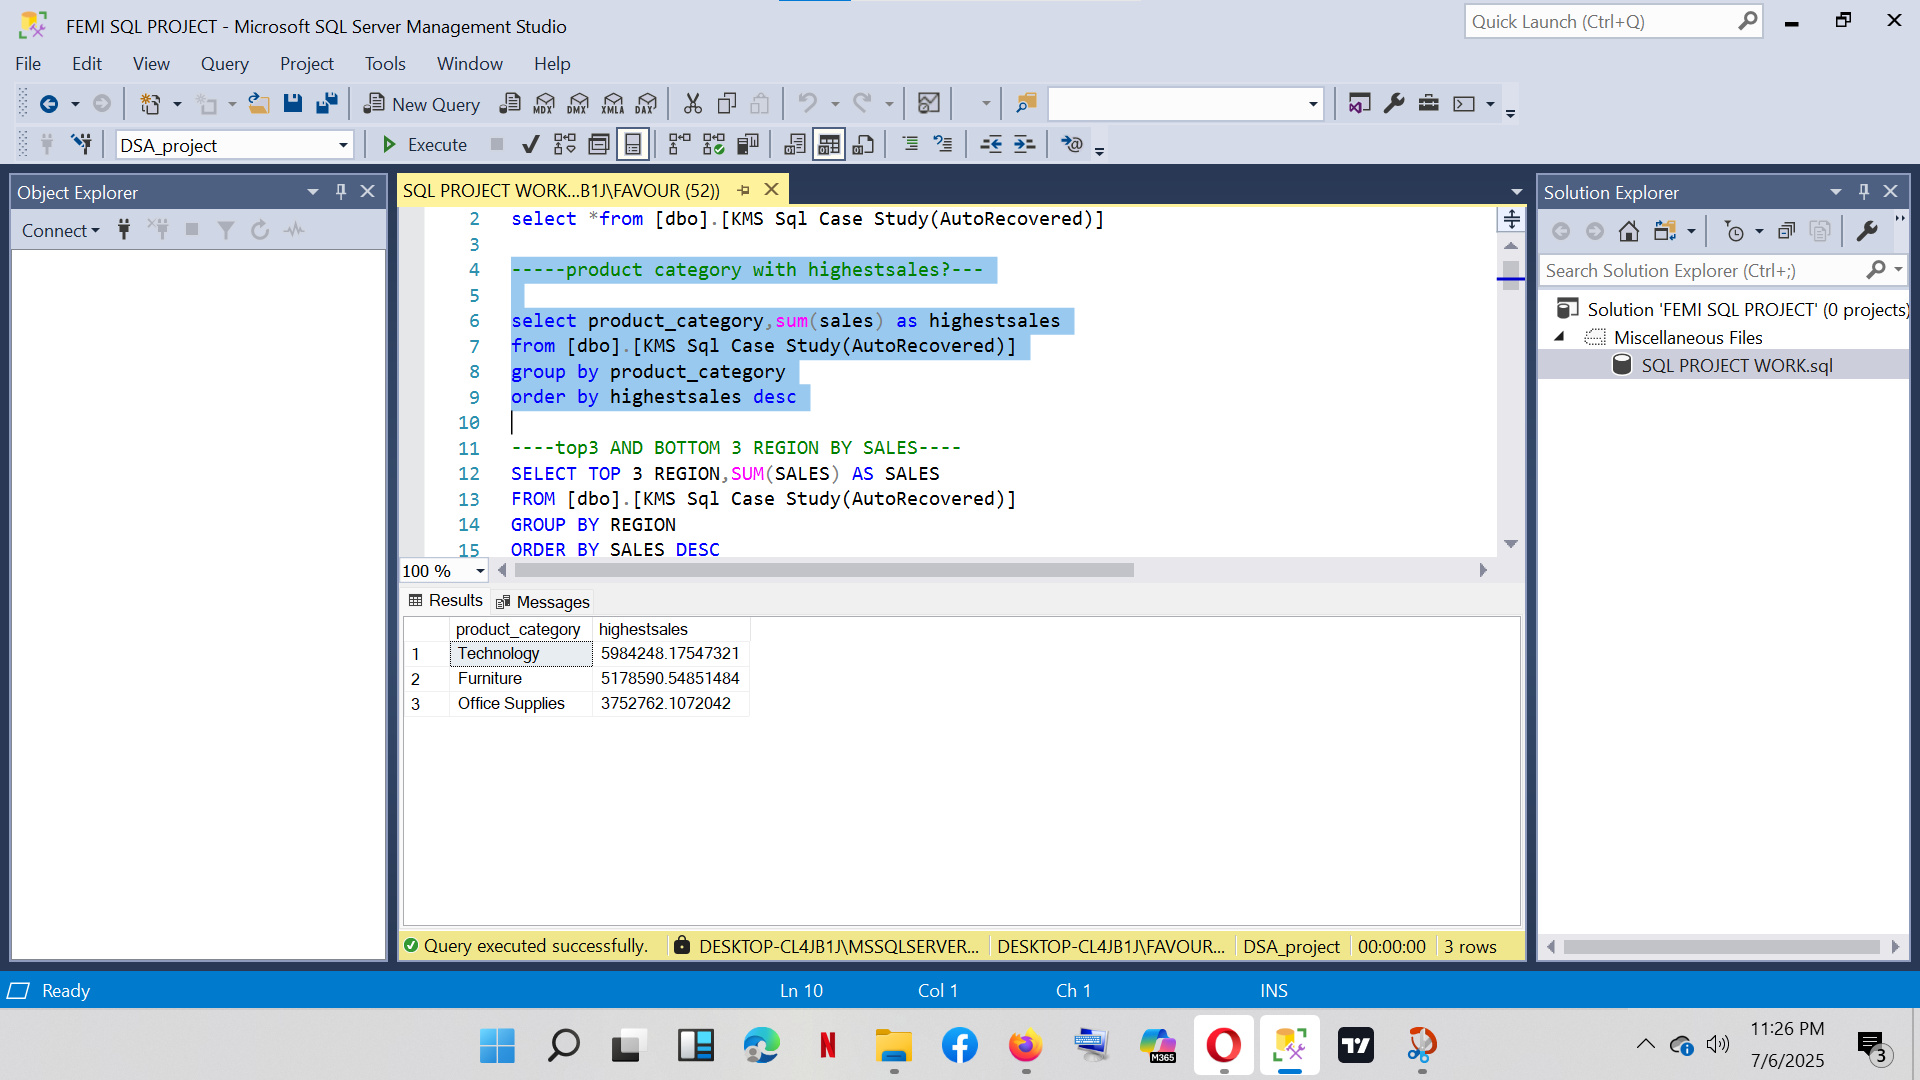 FEMI SQL PROJECT - Microsoft SQL Server Management Studio
Quick Launch (Ctrl+Q)
File Edit View Query Project Tools Window Help
New Query MDX DMX XMLA DAX
DSA_project Execute
Object Explorer
Connect
SQL PROJECT WORK...B1J\FAVOUR (52))
2 select *from [dbo].[KMS Sql Case Study(AutoRecovered)]
3
4 -----product category with highestsales?---
5
6 select product_category,sum(sales) as highestsales
7 from [dbo].[KMS Sql Case Study(AutoRecovered)]
8 group by product_category
9 order by highestsales desc
10
11 ----top3 AND BOTTOM 3 REGION BY SALES----
12 SELECT TOP 3 REGION,SUM(SALES) AS SALES
13 FROM [dbo].[KMS Sql Case Study(AutoRecovered)]
14 GROUP BY REGION
15 ORDER BY SALES DESC
100 %
Results Messages
product_category highestsales
1 Technology 5984248.17547321
2 Furniture 5178590.54851484
3 Office Supplies 3752762.1072042
Query executed successfully. DESKTOP-CL4JB1J\MSSQLSERVER... DESKTOP-CL4JB1J\FAVOUR... DSA_project 00:00:00 3 rows
Solution Explorer
Search Solution Explorer (Ctrl+;)
Solution 'FEMI SQL PROJECT' (0 projects)
Miscellaneous Files
SQL PROJECT WORK.sql
Ready Ln 10 Col 1 Ch 1 INS
N M365
11:26 PM
7/6/2025
3